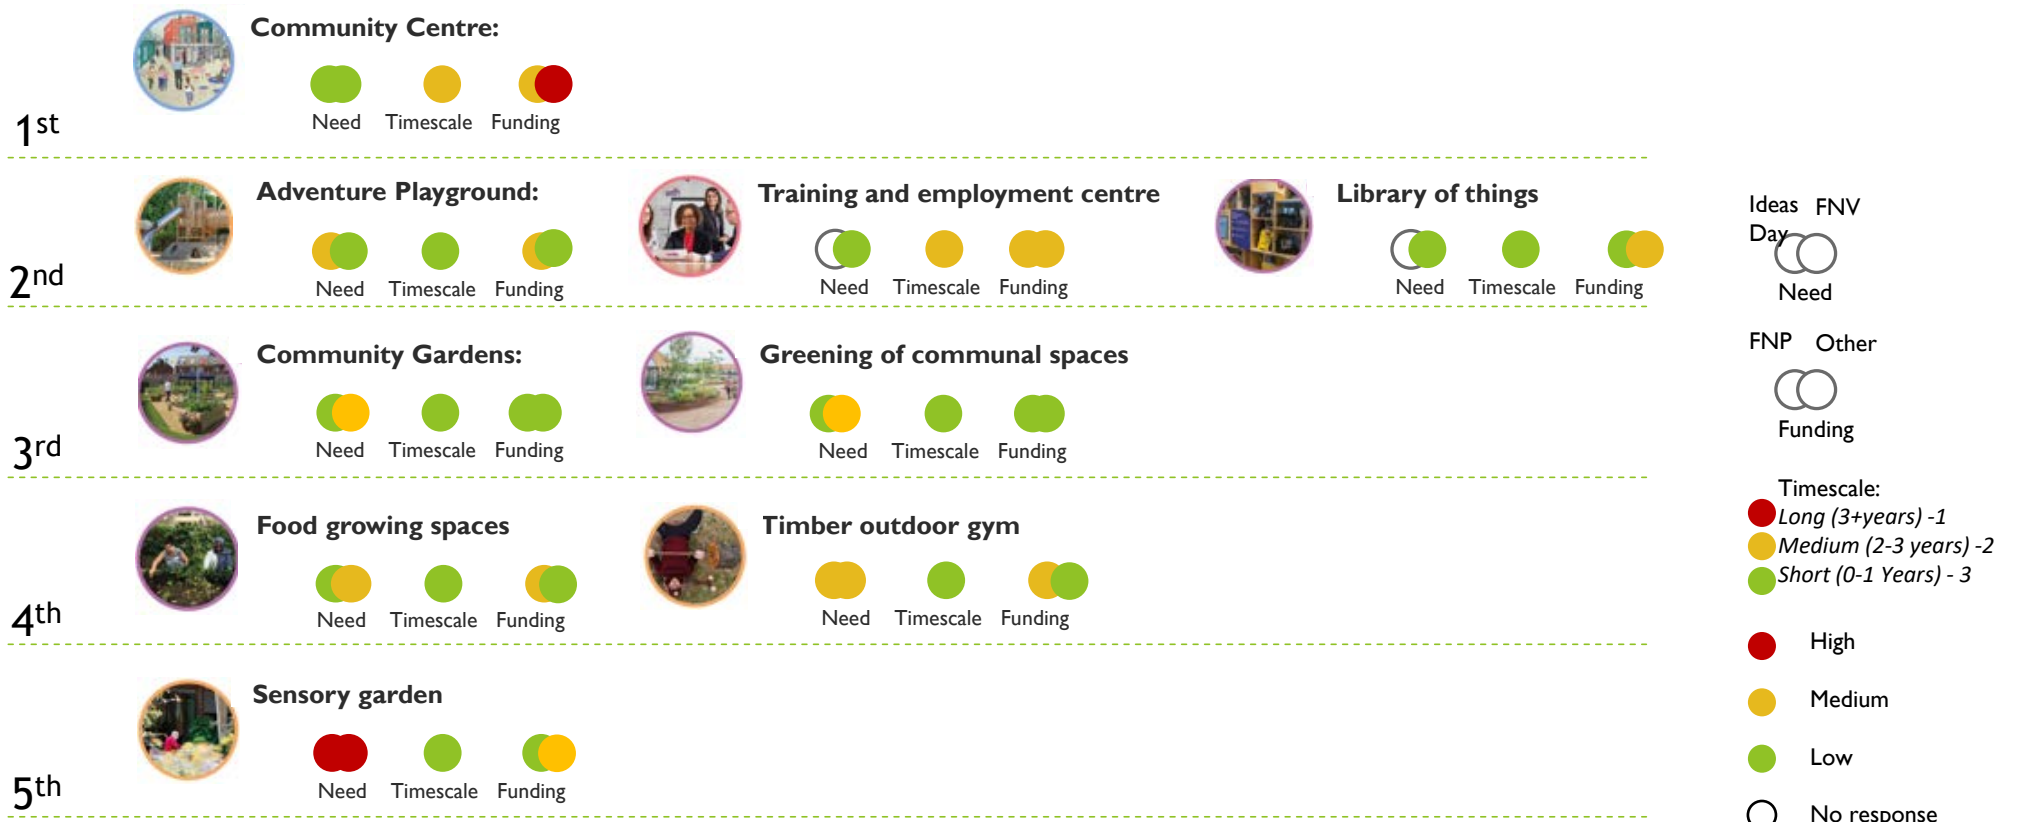 Community Centre:
Need Timescale Funding
1st
Adventure Playground:
Need Timescale Funding
Training and employment centre
Need Timescale Funding
Library of things
Need Timescale Funding
2nd
Community Gardens:
Need Timescale Funding
Greening of communal spaces
Need Timescale Funding
3rd
Food growing spaces
Need Timescale Funding
Timber outdoor gym
Need Timescale Funding
4th
Sensory garden
Need Timescale Funding
5th
Ideas FNV
Day
Need
FNP Other
Funding
Timescale:
Long (3+years) -1
Medium (2-3 years) -2
Short (0-1 Years) - 3
High
Medium
Low
No response